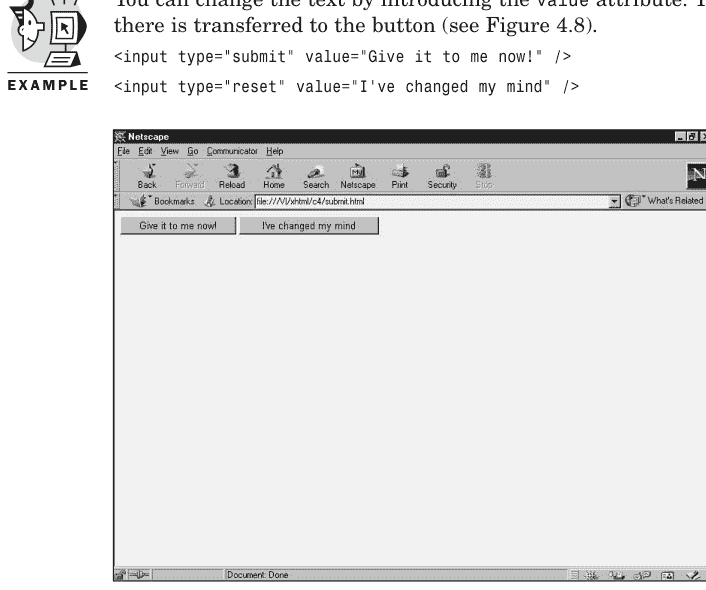 You can change the text by introducing the value attribute. T
there is transferred to the button (see Figure 4.8).
EXAMPLE
<input type="submit" value="Give it to me now!" />
<input type="reset" value="I've changed my mind" />
Netscape
File Edit View Go Communicator Help
Back Forward Reload Home Search Netscape Print Security Stop
Bookmarks Location: file:///V|/xhtml/c4/submit.html What's Related
Give it to me now! I've changed my mind
Document: Done